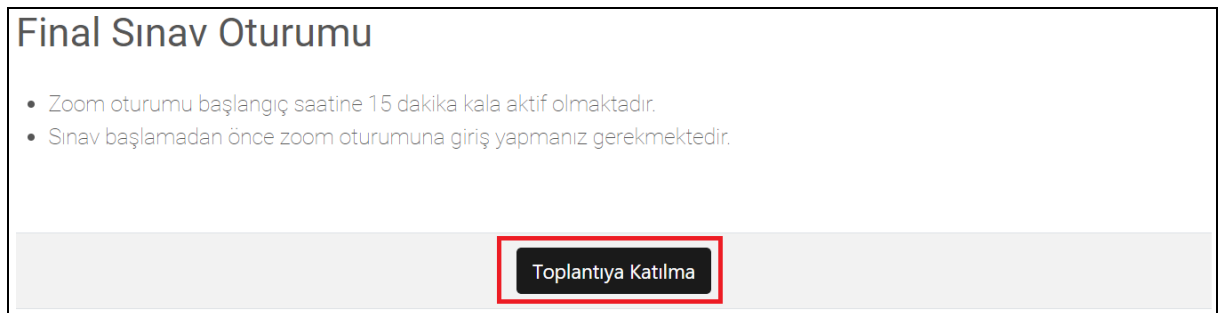 Final Sınav Oturumu
Zoom oturumu başlangıç saatine 15 dakika kala aktif olmaktadır.
Sınav başlamadan önce zoom oturumuna giriş yapmanız gerekmektedir.
Toplantıya Katılma